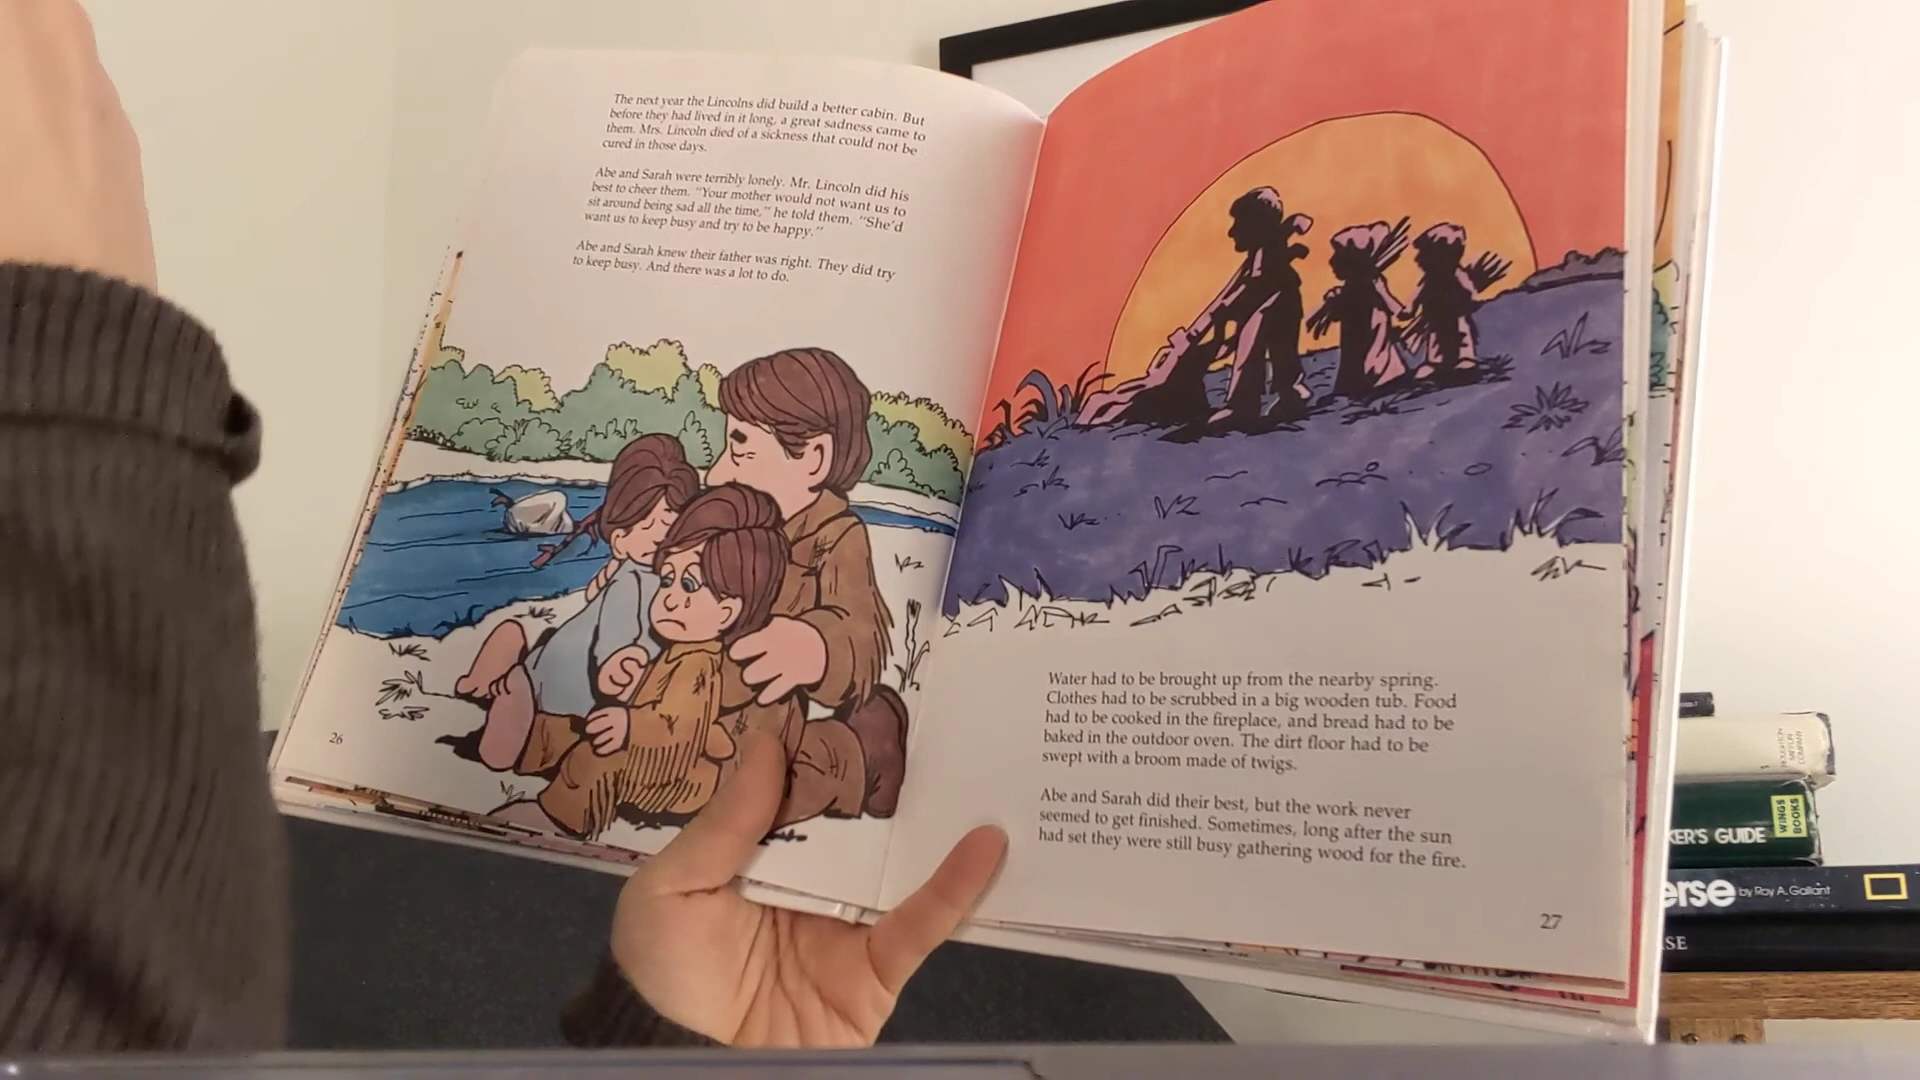 The next year the Lincolns did build a better cabin. But
before they had lived in it long, a great sadness came to
them. Mrs. Lincoln died of a sickness that could not be
cured in those days.
Abe and Sarah were terribly lonely. Mr. Lincoln did his
best to cheer them. "Your mother would not want us to
sit around being sad all the time," he told them. "She'd
want us to keep busy and try to be happy."
Abe and Sarah knew their father was right. They did try
to keep busy. And there was a lot to do.
26
Water had to be brought up from the nearby spring.
Clothes had to be scrubbed in a big wooden tub. Food
had to be cooked in the fireplace, and bread had to be
baked in the outdoor oven. The dirt floor had to be
swept with a broom made of twigs.
Abe and Sarah did their best, but the work never
seemed to get finished. Sometimes, long after the sun
had set they were still busy gathering wood for the fire.
27
HOUGHTON
MIFFLIN
COMPANY
KER'S GUIDE
WINGS
BOOKS
erse by Roy A. Gallant
SE